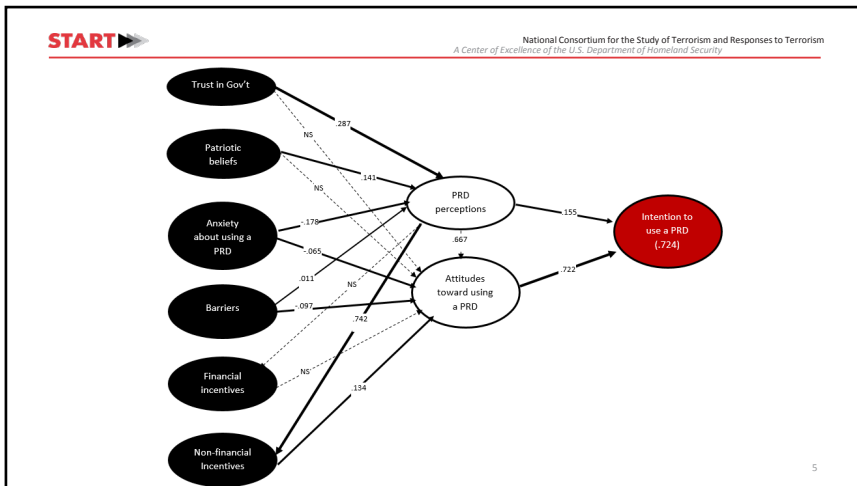 START
National Consortium for the Study of Terrorism and Responses to Terrorism
A Center of Excellence of the U.S. Department of Homeland Security
Trust in Gov't
.287
NS
Patriotic
beliefs
.141
NS
PRD
perceptions
.155
Anxiety
about using a
PRD
-.178
-.065
.667
Intention to
use a PRD
(.724)
.011
NS
Attitudes
toward using
a PRD
.722
Barriers
-.097
.742
Financial
incentives
NS
.134
Non-financial
Incentives
5